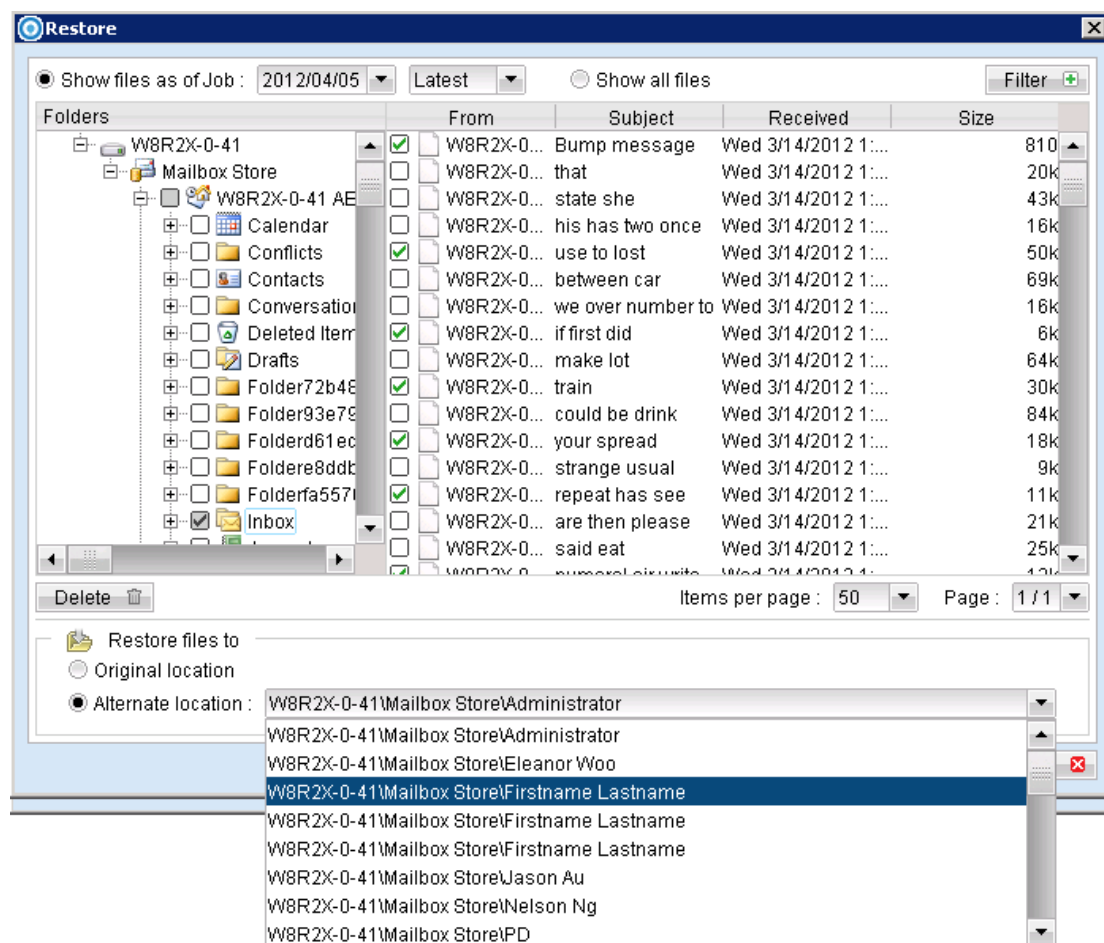 Restore
Show files as of Job : 2012/04/05 Latest Show all files Filter
Folders From Subject Received Size
W8R2X-0-41
Mailbox Store
W8R2X-0-41 AE
Calendar
Conflicts
Contacts
Conversation
Deleted Item
Drafts
Folder72b48
Folder93e79
Folderd61ec
Foldere8ddb
Folderfa557
Inbox
W8R2X-0... Bump message Wed 3/14/2012 1:... 810
W8R2X-0... that Wed 3/14/2012 1:... 20k
W8R2X-0... state she Wed 3/14/2012 1:... 43k
W8R2X-0... his has two once Wed 3/14/2012 1:... 16k
W8R2X-0... use to lost Wed 3/14/2012 1:... 50k
W8R2X-0... between car Wed 3/14/2012 1:... 69k
W8R2X-0... we over number to Wed 3/14/2012 1:... 16k
W8R2X-0... if first did Wed 3/14/2012 1:... 6k
W8R2X-0... make lot Wed 3/14/2012 1:... 64k
W8R2X-0... train Wed 3/14/2012 1:... 30k
W8R2X-0... could be drink Wed 3/14/2012 1:... 84k
W8R2X-0... your spread Wed 3/14/2012 1:... 18k
W8R2X-0... strange usual Wed 3/14/2012 1:... 9k
W8R2X-0... repeat has see Wed 3/14/2012 1:... 11k
W8R2X-0... are then please Wed 3/14/2012 1:... 21k
W8R2X-0... said eat Wed 3/14/2012 1:... 25k
Delete Items per page : 50 Page : 1 / 1
Restore files to
Original location
Alternate location : W8R2X-0-41\Mailbox Store\Administrator
W8R2X-0-41\Mailbox Store\Administrator
W8R2X-0-41\Mailbox Store\Eleanor Woo
W8R2X-0-41\Mailbox Store\Firstname Lastname
W8R2X-0-41\Mailbox Store\Firstname Lastname
W8R2X-0-41\Mailbox Store\Firstname Lastname
W8R2X-0-41\Mailbox Store\Jason Au
W8R2X-0-41\Mailbox Store\Nelson Ng
W8R2X-0-41\Mailbox Store\PD